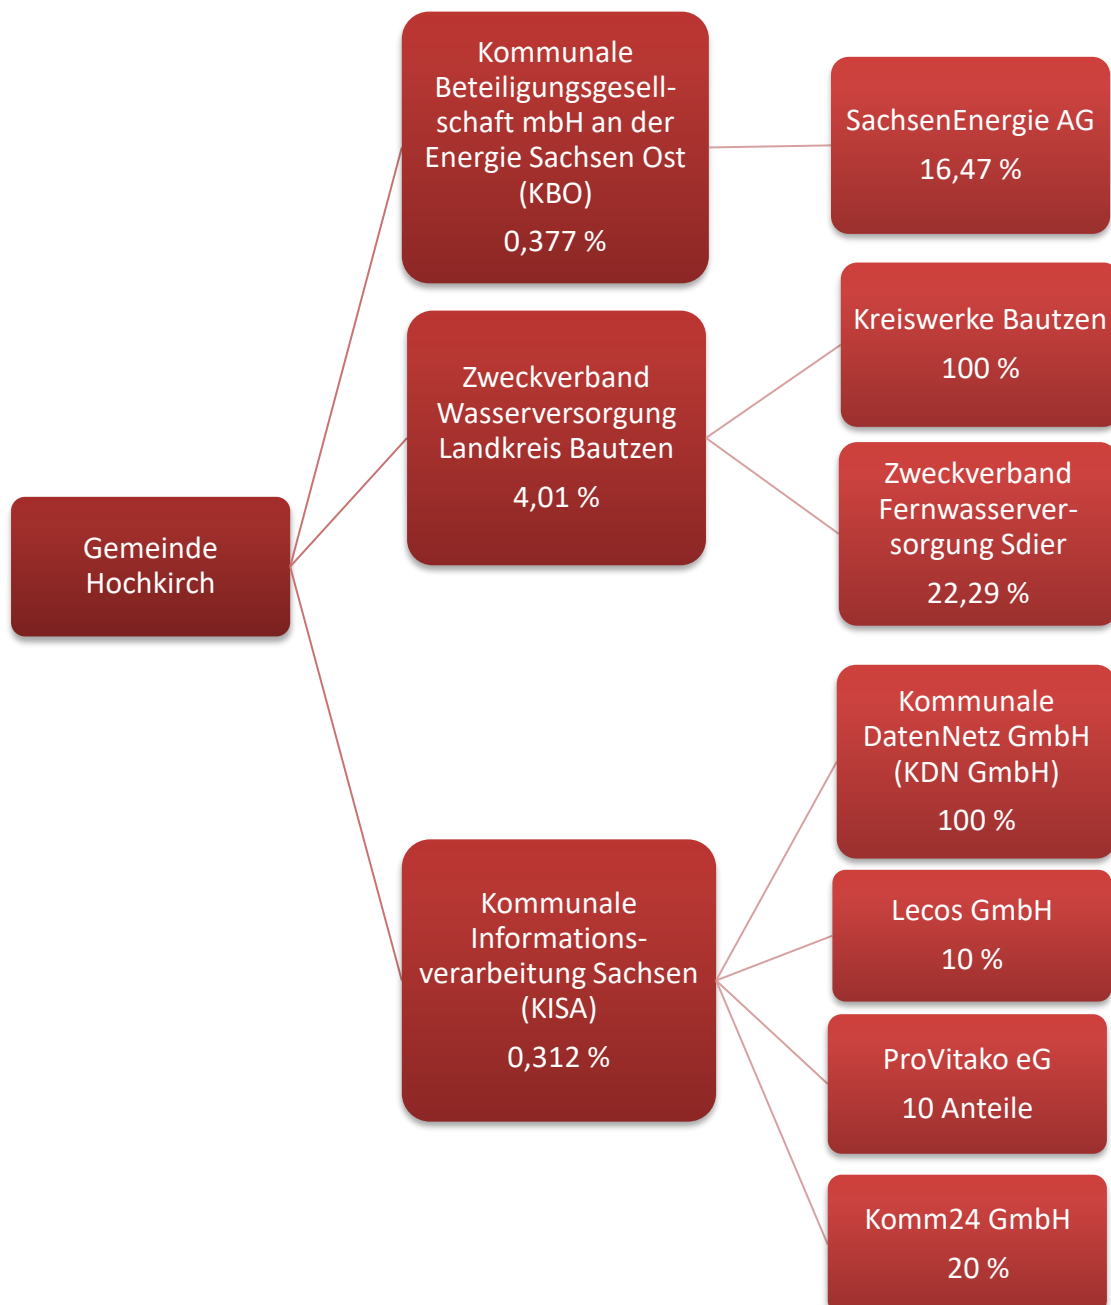 Gemeinde
Hochkirch
Kommunale
Beteiligungsgesell-
schaft mbH an der
Energie Sachsen Ost
(KBO)
0,377 %
SachsenEnergie AG
16,47 %
Zweckverband
Wasserversorgung
Landkreis Bautzen
4,01 %
Kreiswerke Bautzen
100 %
Zweckverband
Fernwasserver-
sorgung Sdier
22,29 %
Kommunale
Informations-
verarbeitung Sachsen
(KISA)
0,312 %
Kommunale
DatenNetz GmbH
(KDN GmbH)
100 %
Lecos GmbH
10 %
ProVitako eG
10 Anteile
Komm24 GmbH
20 %